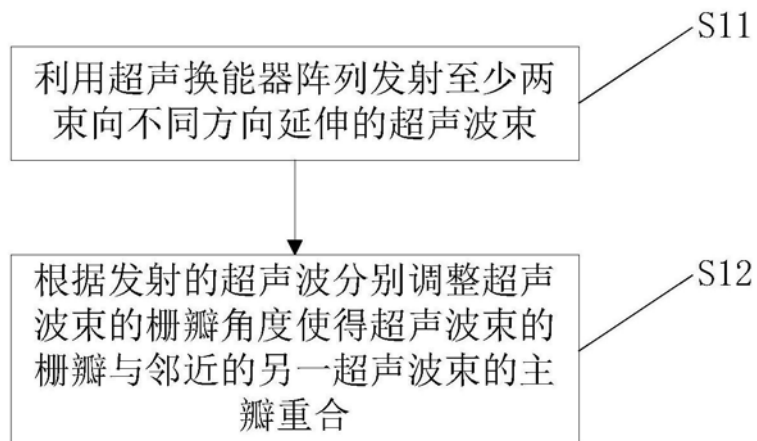 S11
利用超声换能器阵列发射至少两
束向不同方向延伸的超声波束
S12
根据发射的超声波分别调整超声
波束的栅瓣角度使得超声波束的
栅瓣与邻近的另一超声波束的主
瓣重合